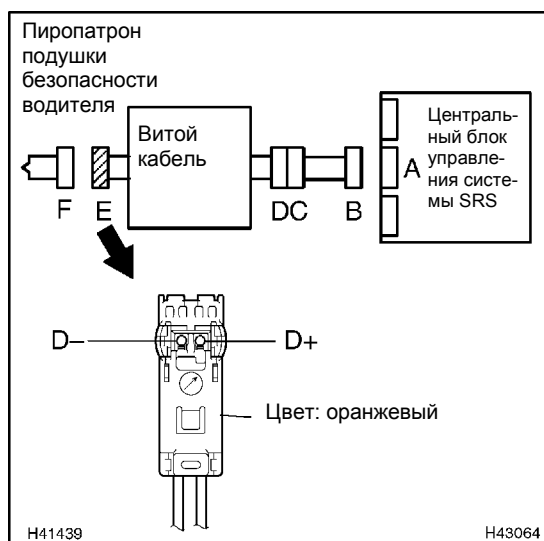 Пиропатрон
подушки
безопасности
водителя
Витой
кабель
Централь-
ный блок
управле-
ния систе-
мы SRS
A
F
E
DC
B
D–
D+
Цвет: оранжевый
H41439
H43064